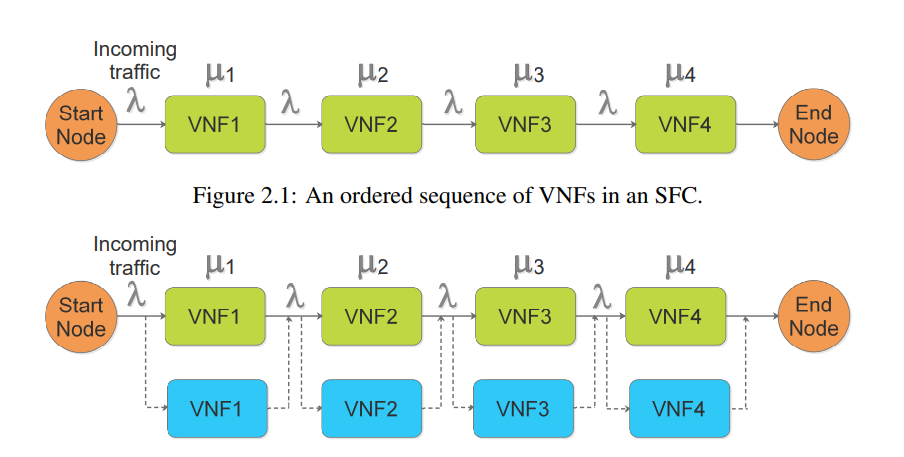 Incoming
traffic
λ μ1 λ μ2 λ μ3 λ μ4
Start
Node
VNF1 VNF2 VNF3 VNF4
End
Node
Figure 2.1: An ordered sequence of VNFs in an SFC.
Incoming
traffic
λ μ1 λ μ2 λ μ3 λ μ4
Start
Node
VNF1 VNF2 VNF3 VNF4
End
Node
VNF1 VNF2 VNF3 VNF4